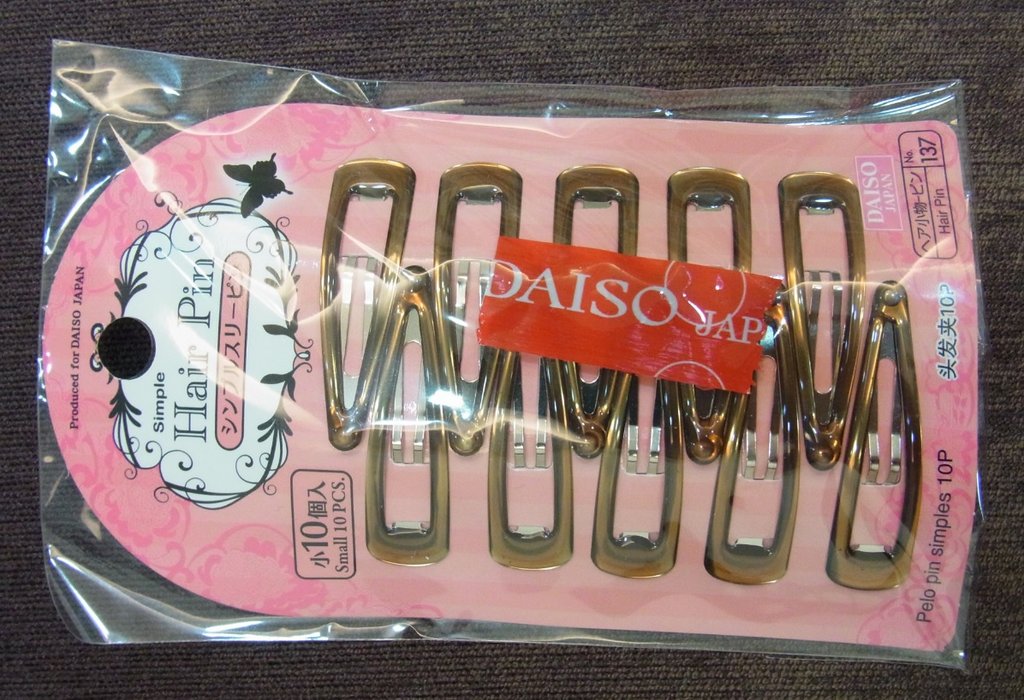 Produced for DAISO JAPAN
Simple
Hair Pin
シンプルスリーピン
小10個入
Small 10 PCS.
DAISO JAP
DAISO
JAPAN
ヘア小物-ピン
Hair Pin
No.
137
头发夹10P
Pelo pin simples 10P